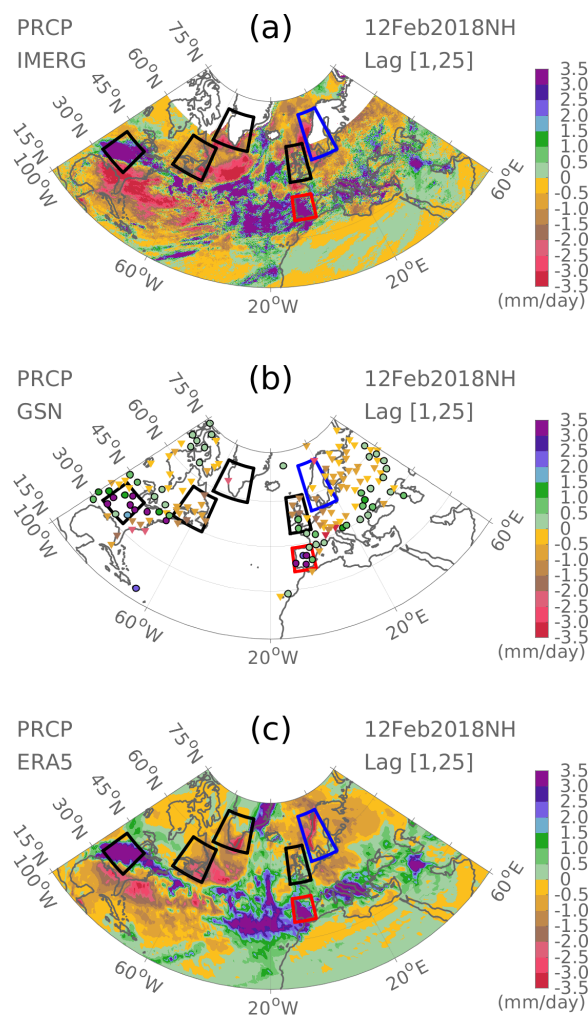 PRCP (a) 12Feb2018NH
IMERG Lag [1,25]
75°N
60°N
45°N
30°N
15°N
100°W
60°W
20°W
20°E
60°E
3.5
3.0
2.5
2.0
1.5
1.0
0.5
0
-0.5
-1.0
-1.5
-2.0
-2.5
-3.0
-3.5
(mm/day)
PRCP (b) 12Feb2018NH
GSN Lag [1,25]
75°N
60°N
45°N
30°N
15°N
100°W
60°W
20°W
20°E
60°E
3.5
3.0
2.5
2.0
1.5
1.0
0.5
0
-0.5
-1.0
-1.5
-2.0
-2.5
-3.0
-3.5
(mm/day)
PRCP (c) 12Feb2018NH
ERA5 Lag [1,25]
75°N
60°N
45°N
30°N
15°N
100°W
60°W
20°W
20°E
60°E
3.5
3.0
2.5
2.0
1.5
1.0
0.5
0
-0.5
-1.0
-1.5
-2.0
-2.5
-3.0
-3.5
(mm/day)